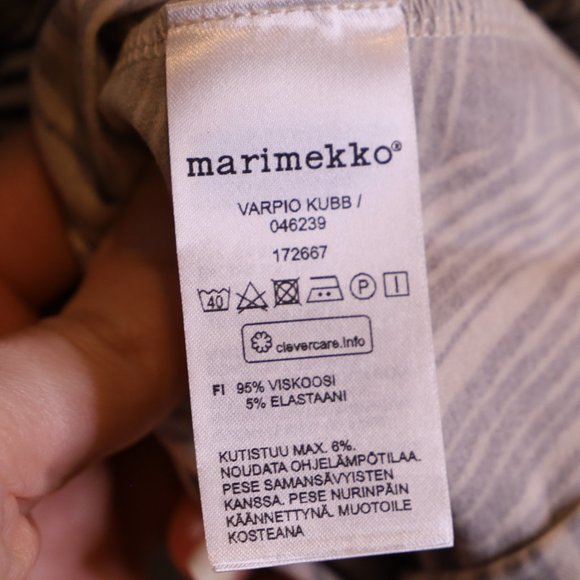 marimekko®
VARPIO KUBB /
046239
172667
40 P
clevercare.info
FI 95% VISKOOSI
5% ELASTAANI
KUTISTUU MAX. 6%.
NOUDATA OHJELÄMPÖTILAA.
PESE SAMANSÄVYISTEN
KANSSA. PESE NURINPÄIN
KÄÄNNETTYNÄ. MUOTOILE
KOSTEANA